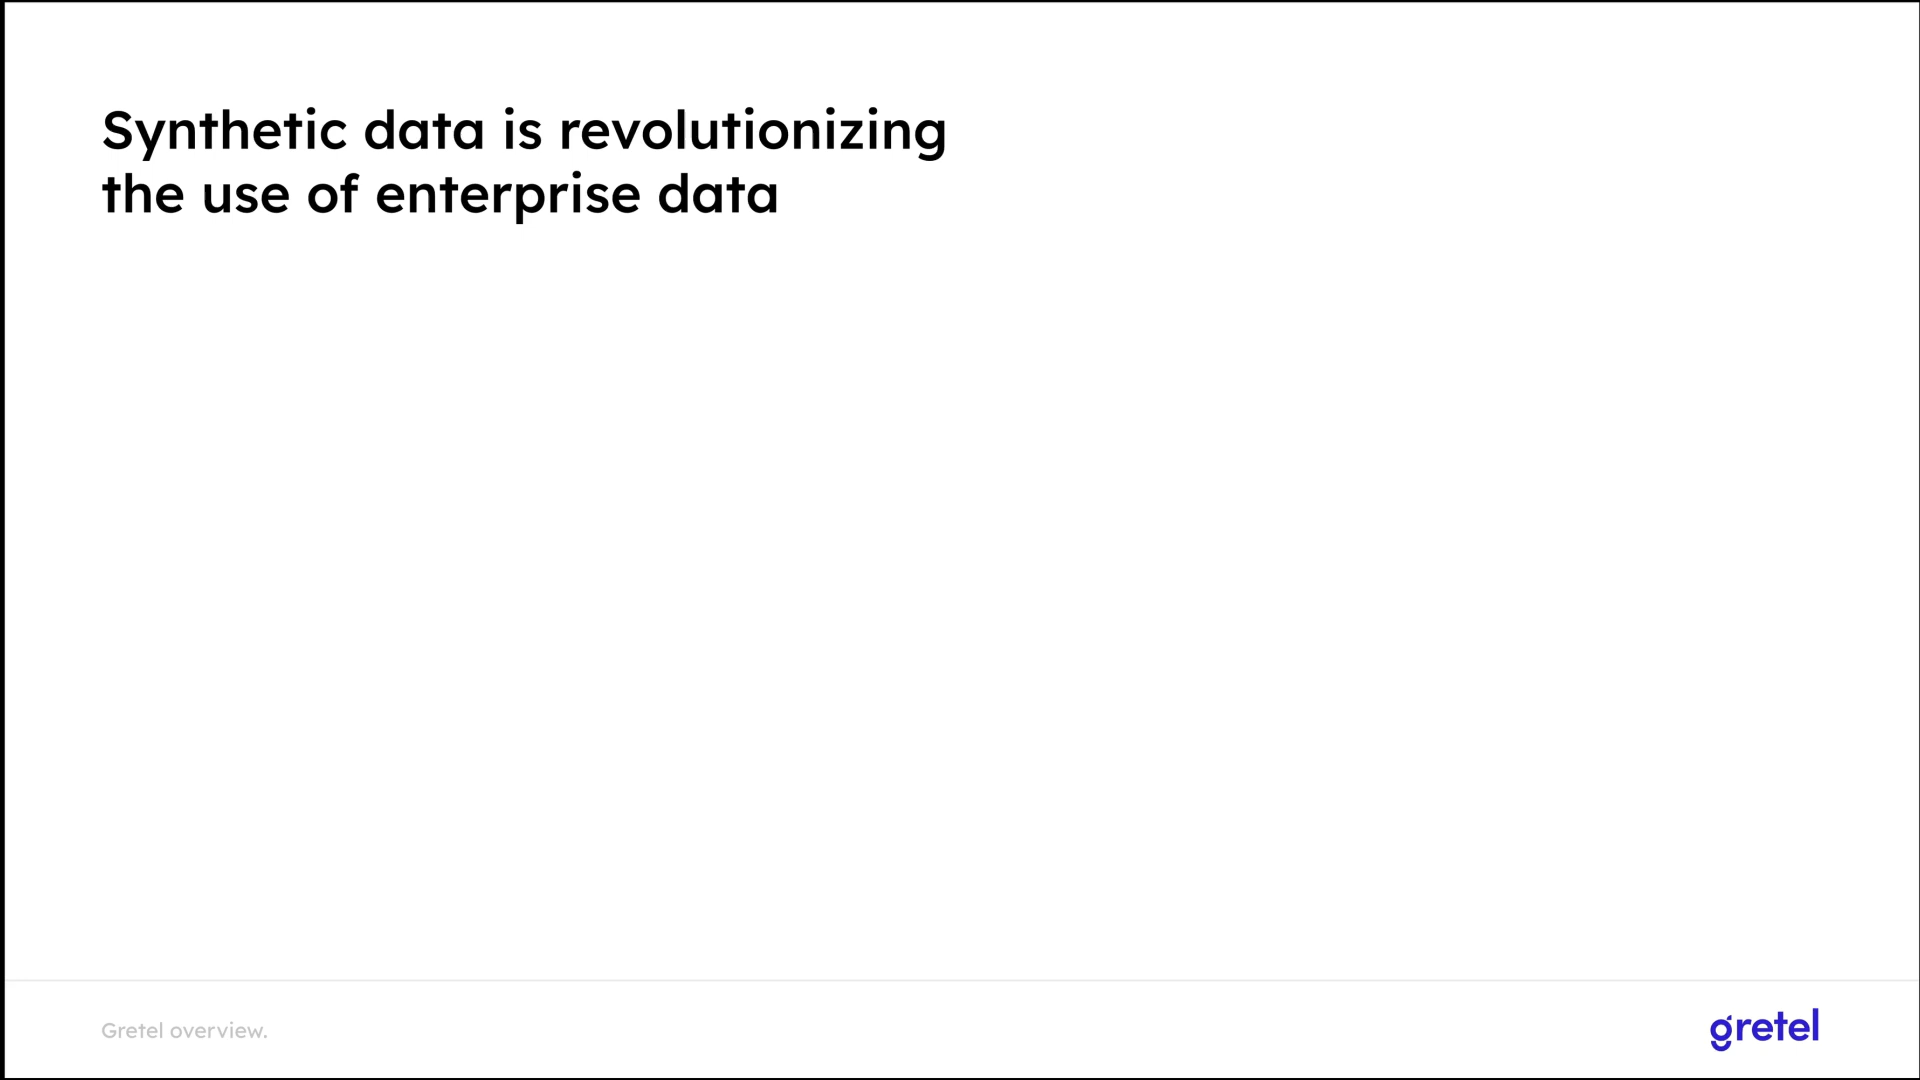 Synthetic data is revolutionizing
the use of enterprise data
Gretel overview.
gretel